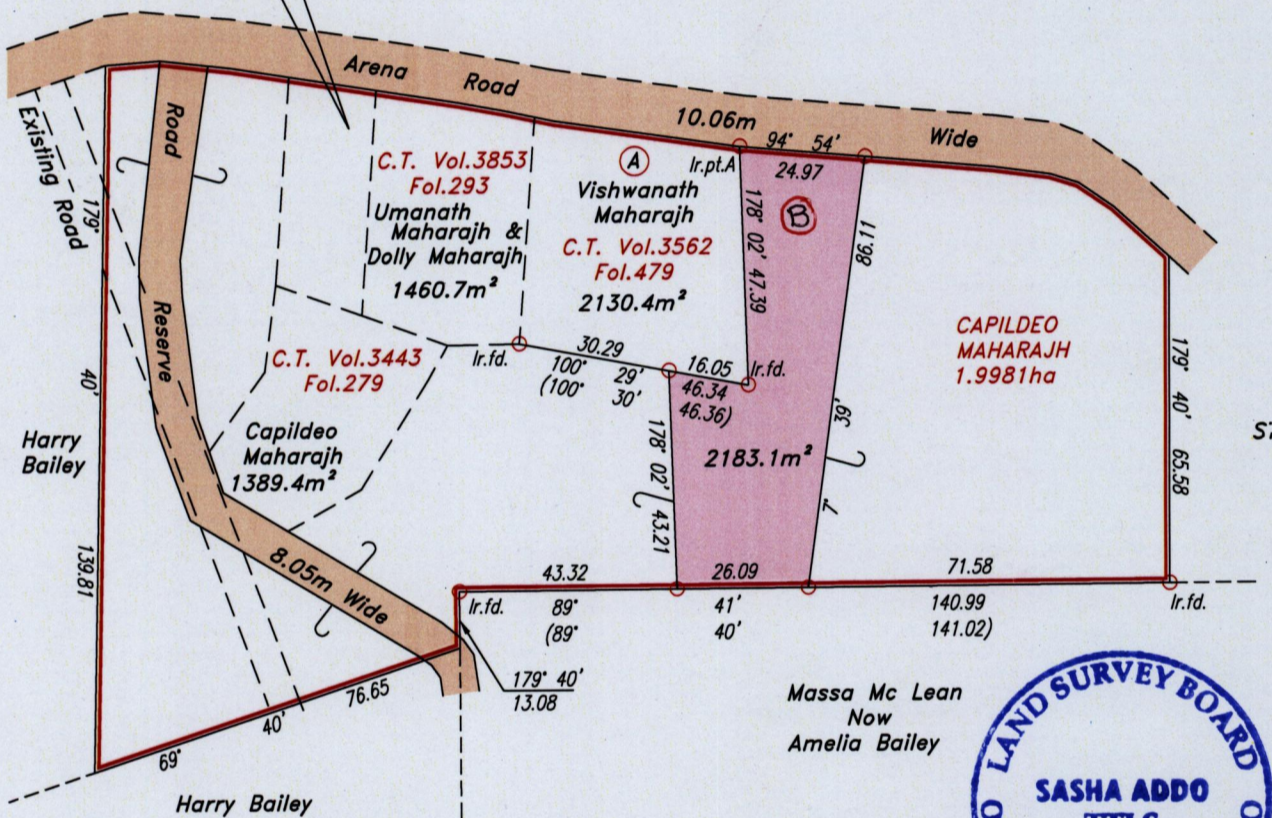 Arena Road
10.06m Wide
94° 54'
24.97
Ir.pt.A
Existing Road
179°
40'
139.81
Road
Reserve
8.05m Wide
C.T. Vol.3853
Fol.293
Umanath
Maharajh &
Dolly Maharajh
1460.7m²
A
Vishwanath
Maharajh
C.T. Vol.3562
Fol.479
2130.4m²
B
178° 02' 47.39
86.11
39'
7°
CAPILDEO
MAHARAJH
1.9981ha
179° 40' 65.58
C.T. Vol.3443
Fol.279
Capildeo
Maharajh
1389.4m²
Ir.fd.
30.29
100° 29'
(100° 30'
16.05
46.34
46.36)
Ir.fd.
178° 02' 43.21
2183.1m²
Harry
Bailey
43.32
26.09
71.58
Ir.fd.
89° 41' 140.99
(89° 40' 141.02)
Ir.fd.
179° 40'
13.08
76.65
40'
69°
Harry Bailey
Massa Mc Lean
Now
Amelia Bailey
LAND SURVEY BOARD
SASHA ADDO